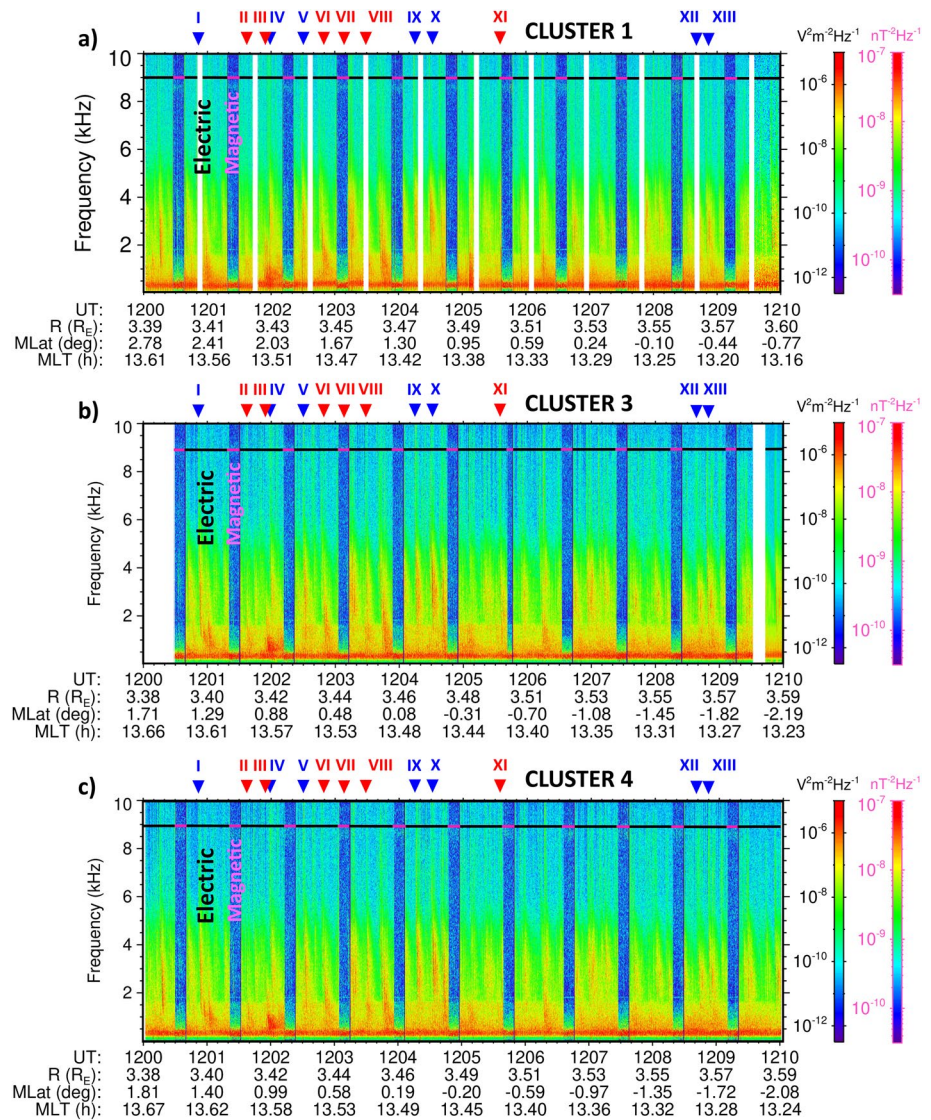 I II III IV V VI VII VIII IX X XI XII XIII
a) CLUSTER 1 V²m⁻²Hz⁻¹ nT⁻²Hz⁻¹
10 10⁻⁷
10⁻⁶
8 10⁻⁸
Electric Magnetic
Frequency (kHz)
6 10⁻⁸
10⁻⁹
4
10⁻¹⁰
2 10⁻¹⁰
10⁻¹²
UT: 1200 1201 1202 1203 1204 1205 1206 1207 1208 1209 1210
R (R_E) 3.39 3.41 3.43 3.45 3.47 3.49 3.51 3.53 3.55 3.57 3.60
MLat (deg) 2.78 2.41 2.03 1.67 1.30 0.95 0.59 0.24 -0.10 -0.44 -0.77
MLT (h) 13.61 13.56 13.51 13.47 13.42 13.38 13.33 13.29 13.25 13.20 13.16
I II III IV V VI VII VIII IX X XI XII XIII
b) CLUSTER 3 V²m⁻²Hz⁻¹ nT⁻²Hz⁻¹
10 10⁻⁷
10⁻⁶
8 10⁻⁸
Electric Magnetic
Frequency (kHz)
6 10⁻⁸
10⁻⁹
4
10⁻¹⁰
2 10⁻¹⁰
10⁻¹²
UT: 1200 1201 1202 1203 1204 1205 1206 1207 1208 1209 1210
R (R_E) 3.38 3.40 3.42 3.44 3.46 3.48 3.51 3.53 3.55 3.57 3.59
MLat (deg): 1.71 1.29 0.88 0.48 0.08 -0.31 -0.70 -1.08 -1.45 -1.82 -2.19
MLT (h) 13.66 13.61 13.57 13.53 13.48 13.44 13.40 13.35 13.31 13.27 13.23
I II III IV V VI VII VIII IX X XI XII XIII
c) CLUSTER 4 V²m⁻²Hz⁻¹ nT⁻²Hz⁻¹
10 10⁻⁷
10⁻⁶
8 10⁻⁸
Electric Magnetic
Frequency (kHz)
6 10⁻⁸
10⁻⁹
4
10⁻¹⁰
2 10⁻¹⁰
10⁻¹²
UT: 1200 1201 1202 1203 1204 1205 1206 1207 1208 1209 1210
R (R_E) 3.38 3.40 3.42 3.44 3.46 3.49 3.51 3.53 3.55 3.57 3.59
MLat (deg) 1.81 1.40 0.99 0.58 0.19 -0.20 -0.59 -0.97 -1.35 -1.72 -2.08
MLT (h) 13.67 13.62 13.58 13.53 13.49 13.45 13.40 13.36 13.32 13.28 13.24